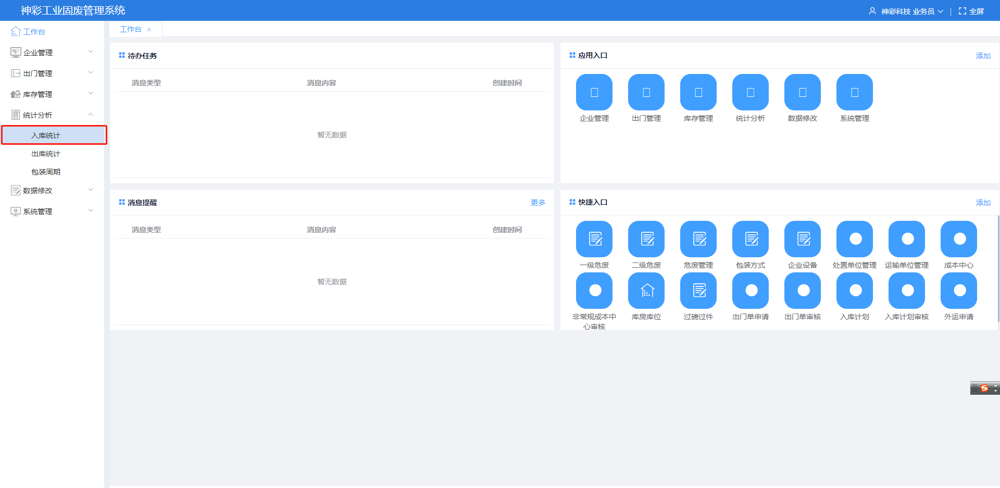 神彩工业固废管理系统
神彩科技 业务员
全屏
工作台
企业管理
出门管理
库存管理
统计分析
入库统计
出库统计
包装周期
数据修改
系统管理
工作台 ×
待办任务
消息类型 消息内容 创建时间
暂无数据
应用入口 添加
企业管理 出门管理 库存管理 统计分析 数据修改 系统管理
消息提醒 更多
消息类型 消息内容 创建时间
暂无数据
快捷入口 添加
一级危废 二级危废 危废管理 包装方式 企业设备 处置单位管理 运输单位管理 成本中心
非常规成本中 库房库位 过磅过件 出门单申请 出门单审核 入库计划 入库计划审核 外运申请
心审核
S